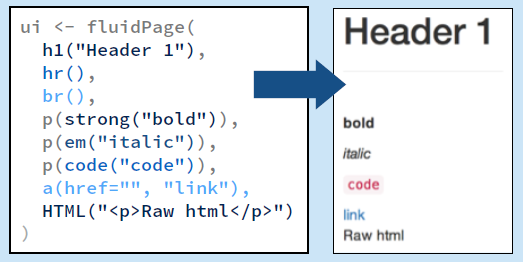 ui <- fluidPage(
h1("Header 1"),
hr(),
br(),
p(strong("bold")),
p(em("italic")),
p(code("code")),
a(href="", "link"),
HTML("<p>Raw html</p>")
)
Header 1
bold
italic
code
link
Raw html